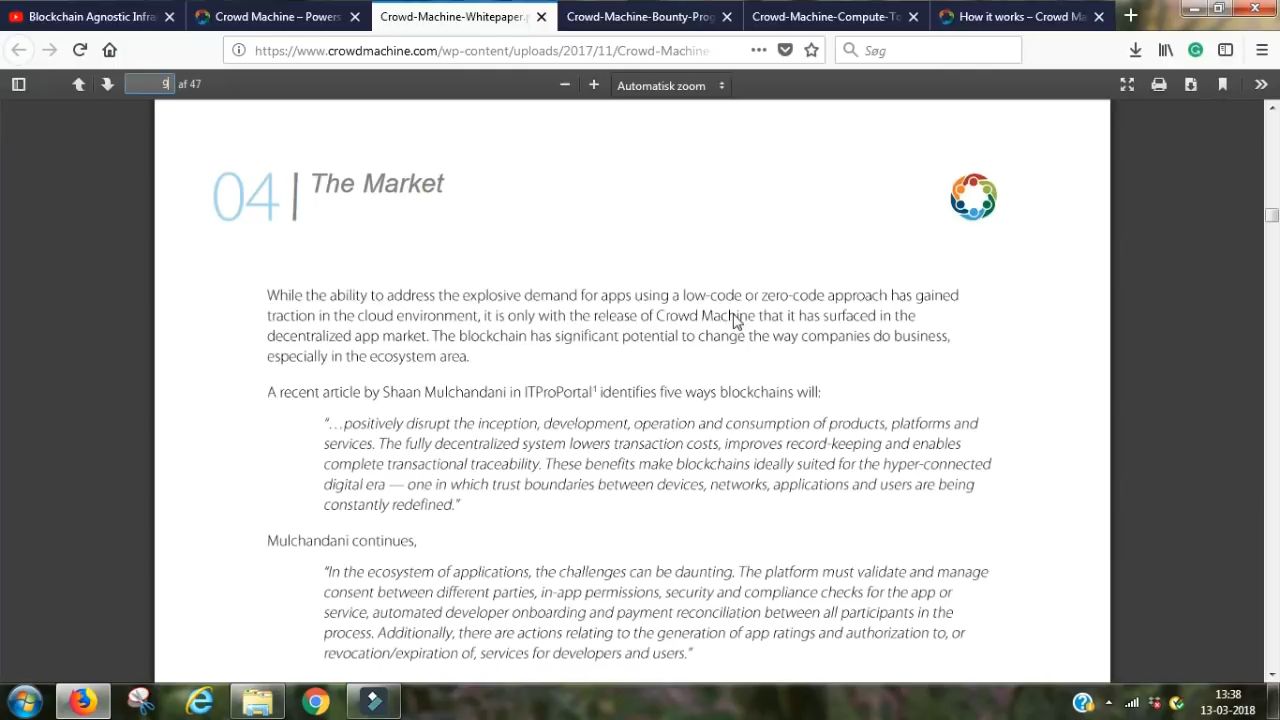 Blockchain Agnostic Infra
Crowd Machine – Powers
Crowd-Machine-Whitepaper.p
Crowd-Machine-Bounty-Prog
Crowd-Machine-Compute-To
How it works – Crowd Ma
https://www.crowdmachine.com/wp-content/uploads/2017/11/Crowd-Machine
Søg
9 af 47
Automatisk zoom
04 | The Market
While the ability to address the explosive demand for apps using a low-code or zero-code approach has gained
traction in the cloud environment, it is only with the release of Crowd Machine that it has surfaced in the
decentralized app market. The blockchain has significant potential to change the way companies do business,
especially in the ecosystem area.
A recent article by Shaan Mulchandani in ITProPortal¹ identifies five ways blockchains will:
“…positively disrupt the inception, development, operation and consumption of products, platforms and
services. The fully decentralized system lowers transaction costs, improves record-keeping and enables
complete transactional traceability. These benefits make blockchains ideally suited for the hyper-connected
digital era — one in which trust boundaries between devices, networks, applications and users are being
constantly redefined.”
Mulchandani continues,
“In the ecosystem of applications, the challenges can be daunting. The platform must validate and manage
consent between different parties, in-app permissions, security and compliance checks for the app or
service, automated developer onboarding and payment reconciliation between all participants in the
process. Additionally, there are actions relating to the generation of app ratings and authorization to, or
revocation/expiration of, services for developers and users.”
13:38
13-03-2018